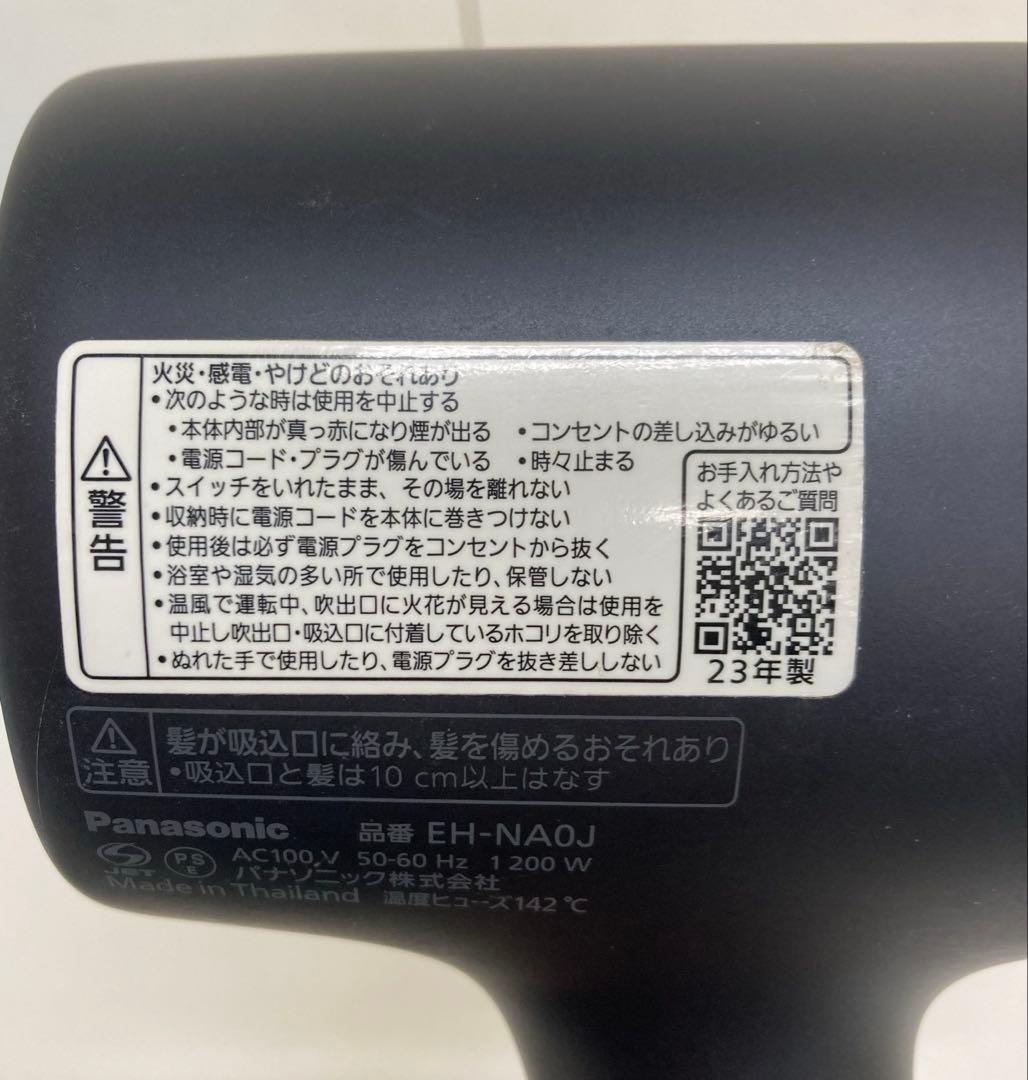 警告
火災・感電・やけどのおそれあり
•次のような時は使用を中止する
•本体内部が真っ赤になり煙が出る •コンセントの差し込みがゆるい
•電源コード・プラグが傷んでいる •時々止まる
•スイッチをいれたまま、その場を離れない
•収納時に電源コードを本体に巻きつけない
•使用後は必ず電源プラグをコンセントから抜く
•浴室や湿気の多い所で使用したり、保管しない
•温風で運転中、吹出口に火花が見える場合は使用を
中止し吹出口・吸込口に付着しているホコリを取り除く
•ぬれた手で使用したり、電源プラグを抜き差ししない
お手入れ方法や
よくあるご質問
23年製
注意
髪が吸込口に絡み、髪を傷めるおそれあり
•吸込口と髪は10 cm以上はなす
Panasonic 品番 EH-NA0J
JET PSE AC100 V 50-60 Hz 1 200 W
パナソニック株式会社
Made in Thailand 温度ヒューズ142 ℃